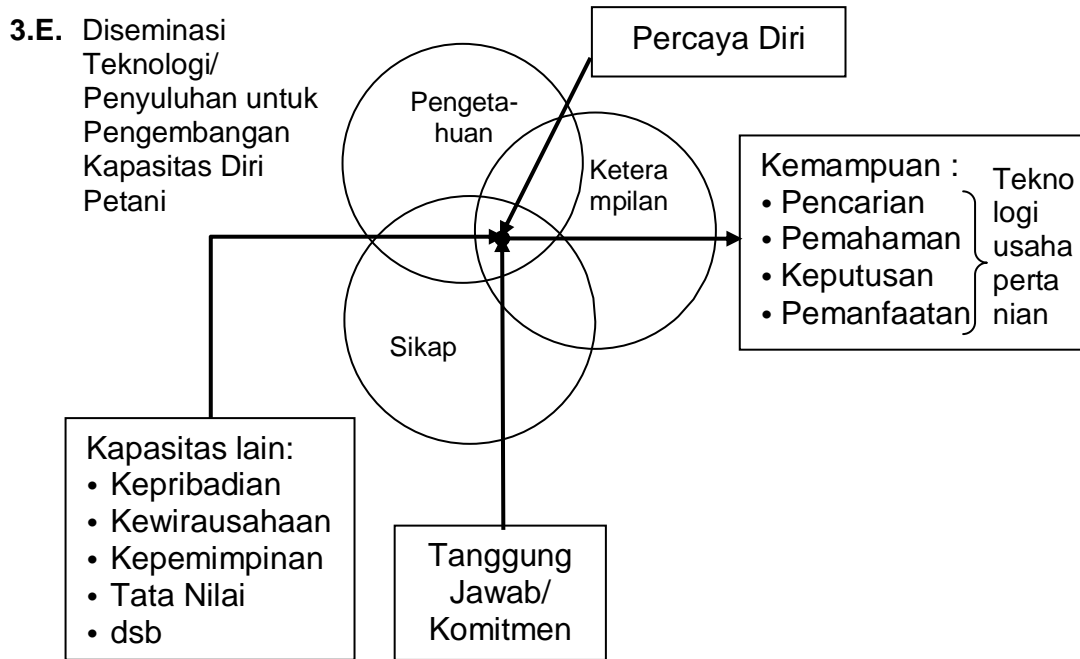 3.E. Diseminasi
Teknologi/
Penyuluhan untuk
Pengembangan
Kapasitas Diri
Petani
Percaya Diri
Pengeta-
huan
Ketera
mpilan
Sikap
Kemampuan :
• Pencarian
• Pemahaman
• Keputusan
• Pemanfaatan
Tekno
logi
usaha
perta
nian
Kapasitas lain:
• Kepribadian
• Kewirausahaan
• Kepemimpinan
• Tata Nilai
• dsb
Tanggung
Jawab/
Komitmen